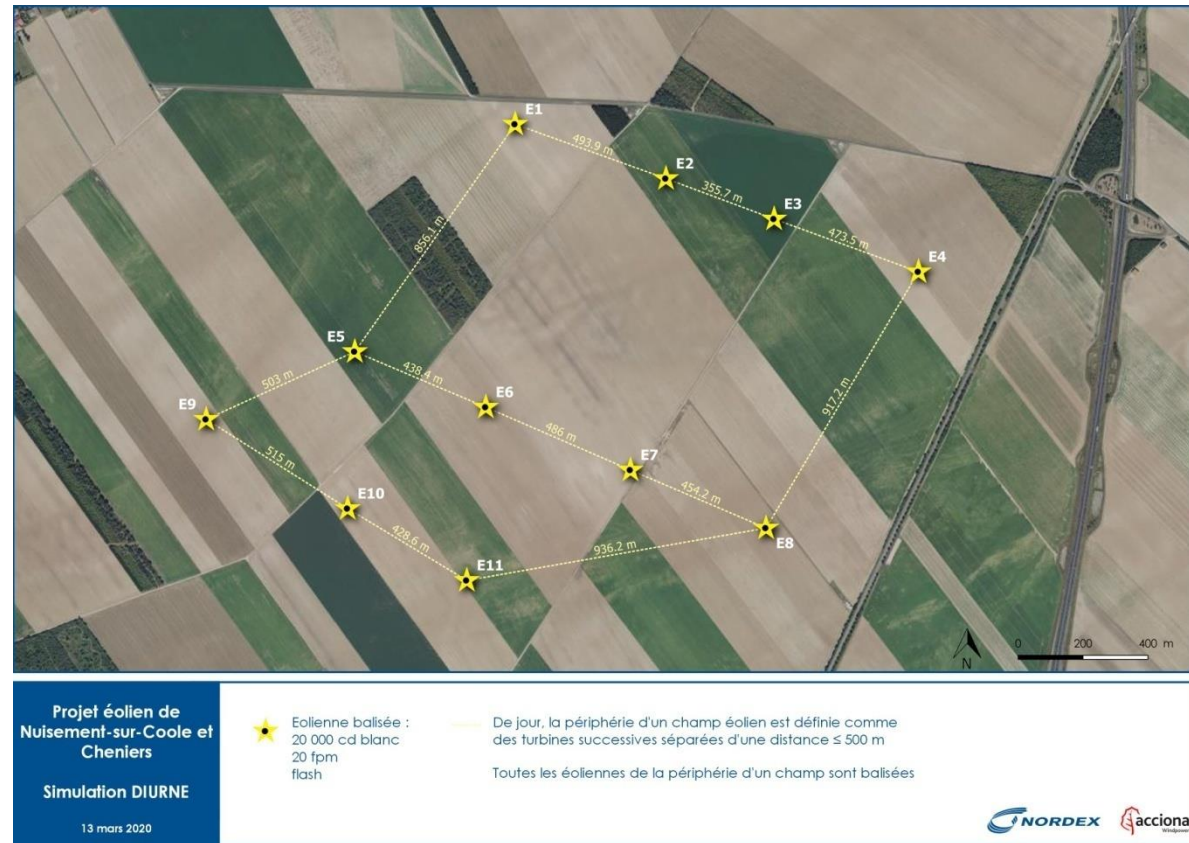 E1
493.9 m
E2
355.7 m
E3
473.5 m
E4
856.1 m
917.2 m
E5
503 m
438.4 m
E6
E9
486 m
E7
515 m
454.2 m
E10
E8
428.6 m
936.2 m
E11
N
0 200 400 m
Projet éolien de
Nuisement-sur-Coole et
Cheniers
Simulation DIURNE
13 mars 2020
Eolienne balisée :
20 000 cd blanc
20 fpm
flash
De jour, la périphérie d'un champ éolien est définie comme
des turbines successives séparées d'une distance ≤ 500 m
Toutes les éoliennes de la périphérie d'un champ sont balisées
NORDEX
acciona
Windpower